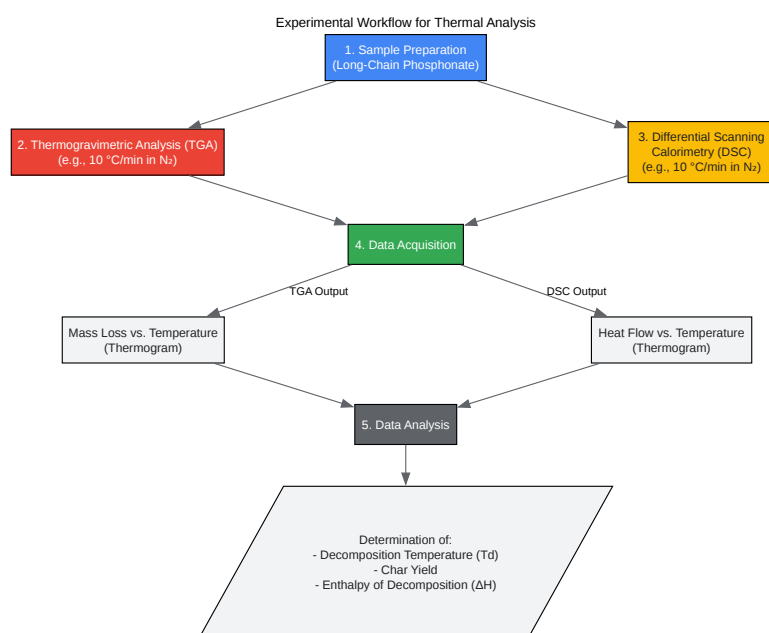 Experimental Workflow for Thermal Analysis
1. Sample Preparation
(Long-Chain Phosphonate)
2. Thermogravimetric Analysis (TGA)
(e.g., 10 °C/min in N₂)
3. Differential Scanning
Calorimetry (DSC)
(e.g., 10 °C/min in N₂)
4. Data Acquisition
TGA Output
DSC Output
Mass Loss vs. Temperature
(Thermogram)
Heat Flow vs. Temperature
(Thermogram)
5. Data Analysis
Determination of:
- Decomposition Temperature (Td)
- Char Yield
- Enthalpy of Decomposition (ΔH)